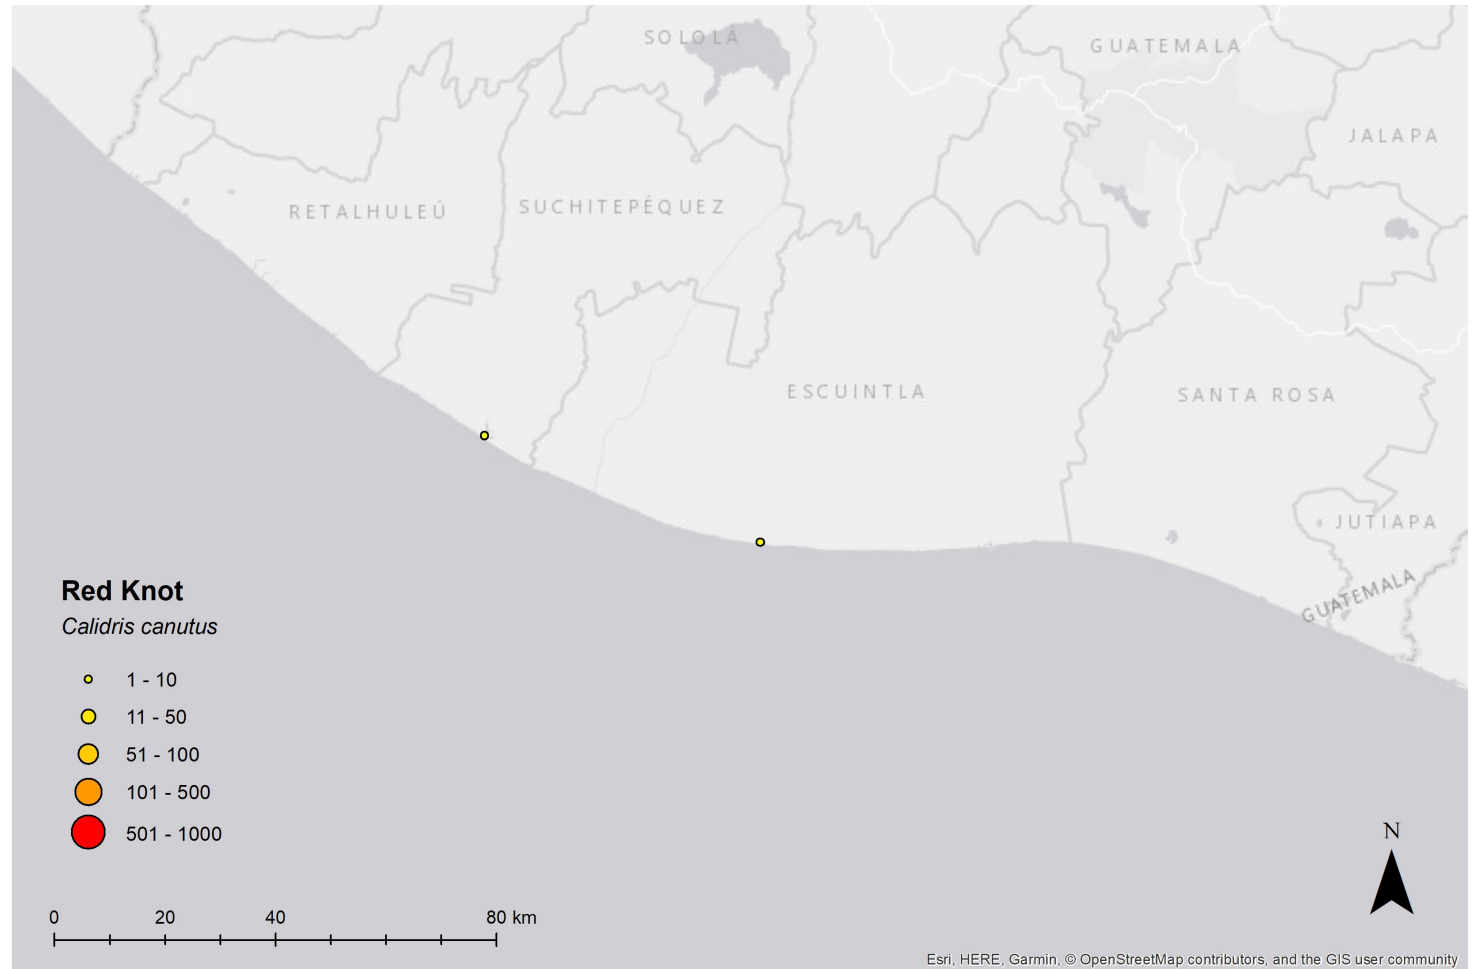 SOLOLÁ
GUATEMALA
JALAPA
RETALHULEÚ
SUCHITEPÉQUEZ
ESCUINTLA
SANTA ROSA
JUTIAPA
GUATEMALA
Red Knot
Calidris canutus
1 - 10
11 - 50
51 - 100
101 - 500
501 - 1000
N
0 20 40 80 km
Esri, HERE, Garmin, © OpenStreetMap contributors, and the GIS user community